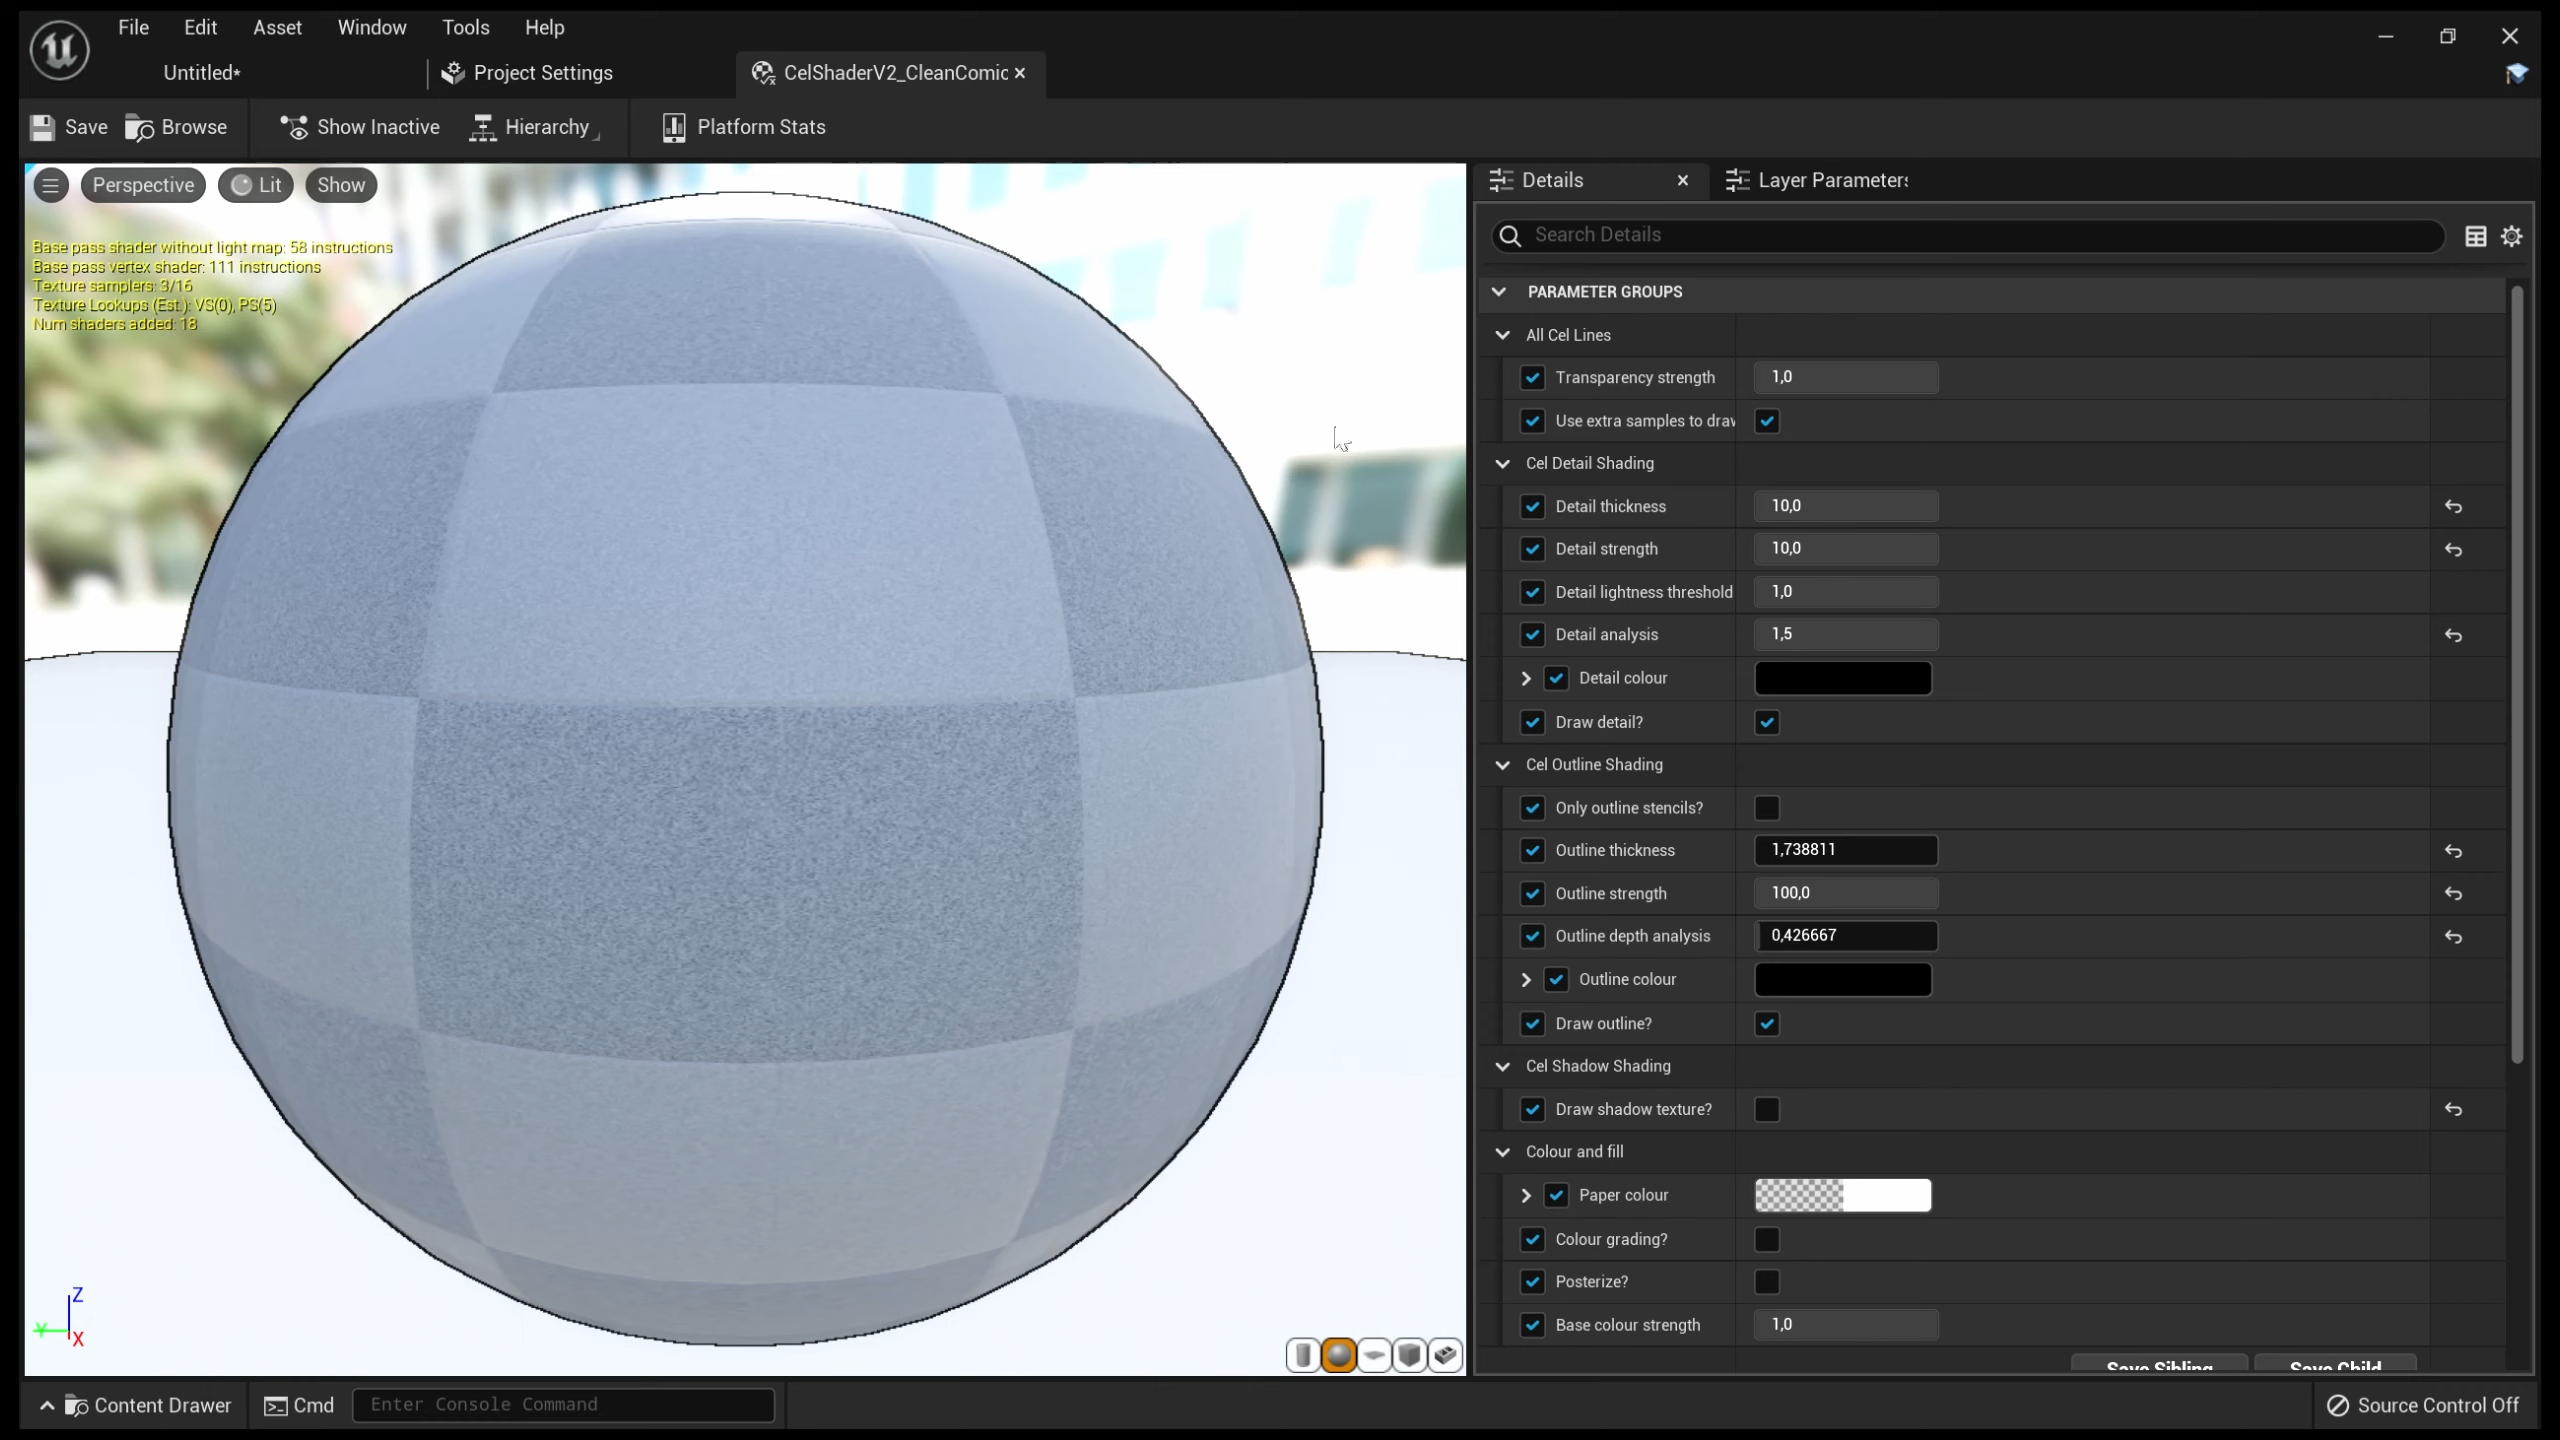 File Edit Asset Window Tools Help
Untitled* Project Settings CelShaderV2_CleanComic
Save Browse Show Inactive Hierarchy Platform Stats
Perspective Lit Show
Base pass shader without light map: 58 instructions
Base pass vertex shader: 111 instructions
Texture samplers: 3/16
Texture Lookups (Est.): VS(0), PS(5)
Num shaders added: 18
Z
Y
X
Details Layer Parameters
Search Details
PARAMETER GROUPS
All Cel Lines
Transparency strength 1,0
Use extra samples to draw
Cel Detail Shading
Detail thickness 10,0
Detail strength 10,0
Detail lightness threshold 1,0
Detail analysis 1,5
Detail colour
Draw detail?
Cel Outline Shading
Only outline stencils?
Outline thickness 1,738811
Outline strength 100,0
Outline depth analysis 0,426667
Outline colour
Draw outline?
Cel Shadow Shading
Draw shadow texture?
Colour and fill
Paper colour
Colour grading?
Posterize?
Base colour strength 1,0
Save Sibling Save Child
Content Drawer Cmd Enter Console Command Source Control Off